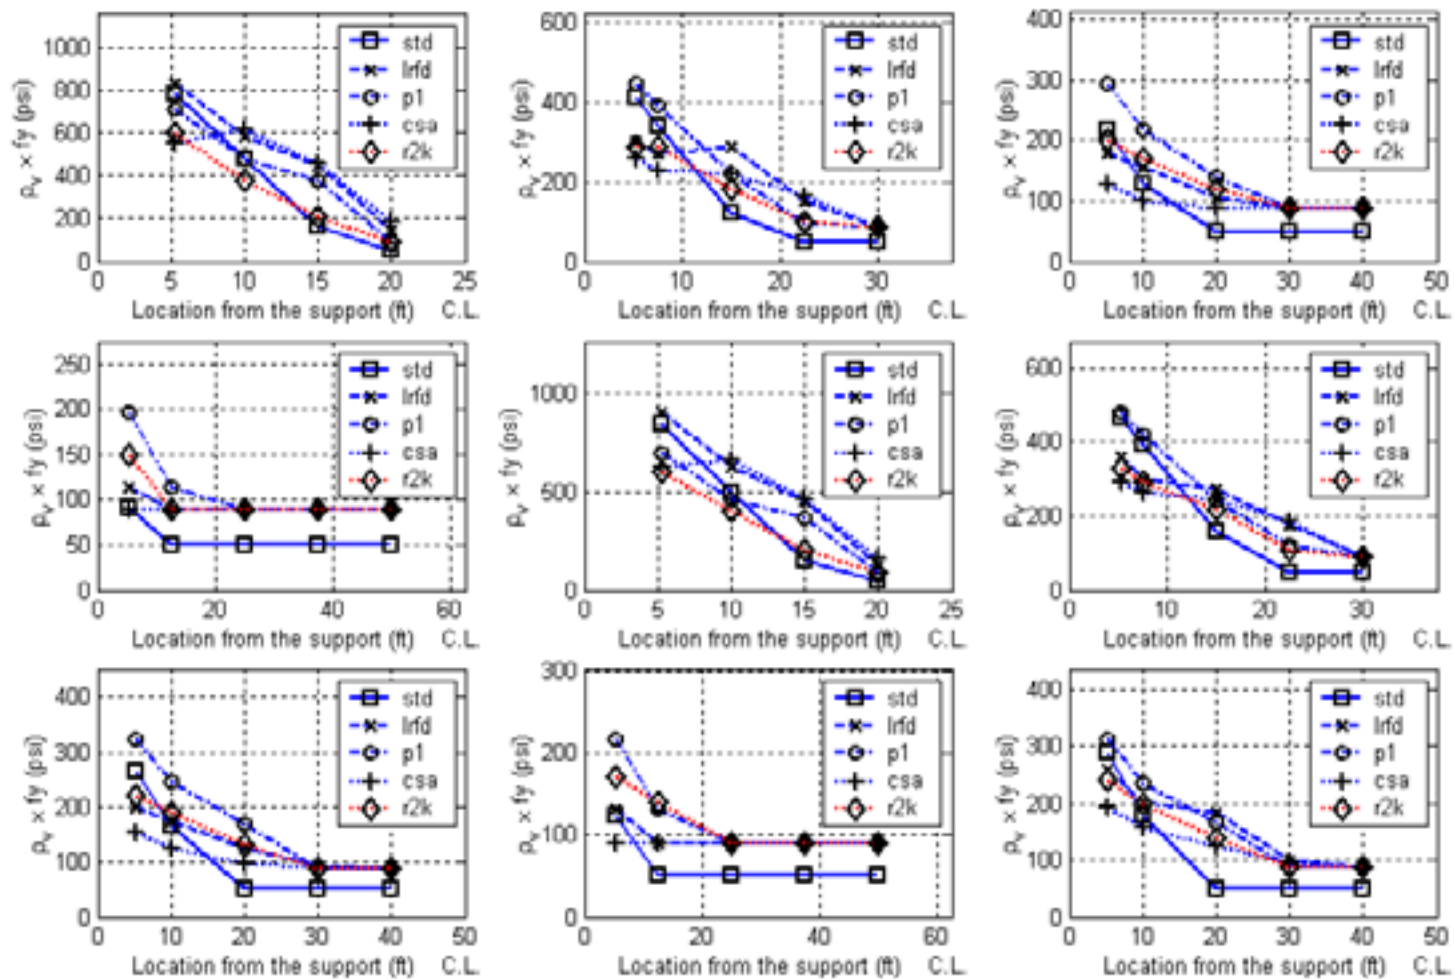 1000
800
600
400
200
0
ρv × fy (psi)
std
lrfd
p1
csa
r2k
0 5 10 15 20 25
Location from the support (ft) C.L.
600
400
200
0
ρv × fy (psi)
std
lrfd
p1
csa
r2k
0 10 20 30
Location from the support (ft) C.L.
400
300
200
100
0
ρv × fy (psi)
std
lrfd
p1
csa
r2k
0 10 20 30 40 50
Location from the support (ft) C.L.
250
200
150
100
50
0
ρv × fy (psi)
std
lrfd
p1
csa
r2k
0 20 40 60
Location from the support (ft) C.L.
1000
500
0
ρv × fy (psi)
std
lrfd
p1
csa
r2k
0 5 10 15 20 25
Location from the support (ft) C.L.
600
400
200
0
ρv × fy (psi)
std
lrfd
p1
csa
r2k
0 10 20 30
Location from the support (ft) C.L.
400
300
200
100
0
ρv × fy (psi)
std
lrfd
p1
csa
r2k
0 10 20 30 40 50
Location from the support (ft) C.L.
300
200
100
0
ρv × fy (psi)
std
lrfd
p1
csa
r2k
0 20 40 60
Location from the support (ft) C.L.
400
300
200
100
0
ρv × fy (psi)
std
lrfd
p1
csa
r2k
0 10 20 30 40 50
Location from the support (ft) C.L.